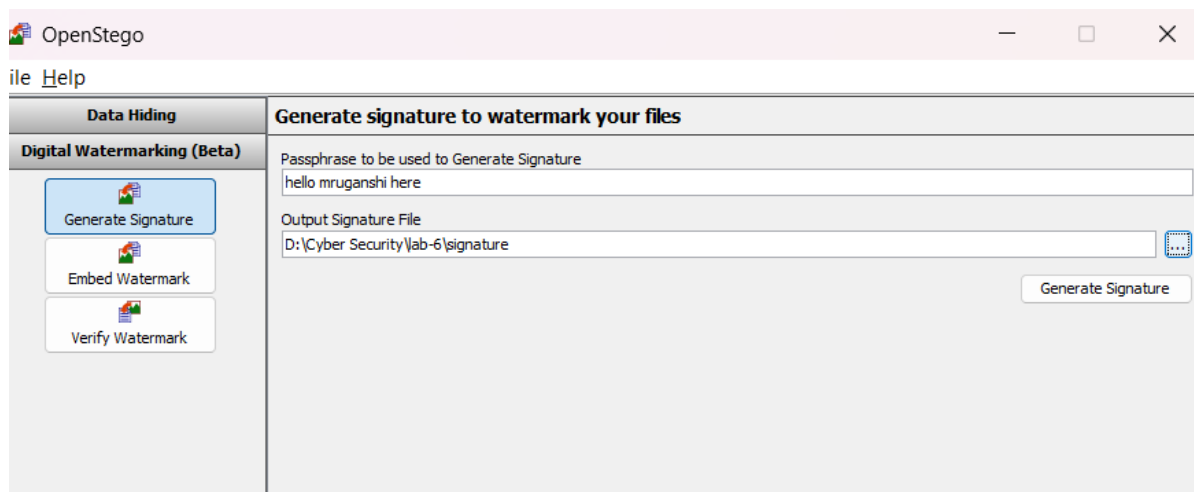 OpenStego
ile Help
Data Hiding
Digital Watermarking (Beta)
Generate Signature
Embed Watermark
Verify Watermark
Generate signature to watermark your files
Passphrase to be used to Generate Signature
hello mruganshi here
Output Signature File
D:\Cyber Security\lab-6\signature
...
Generate Signature